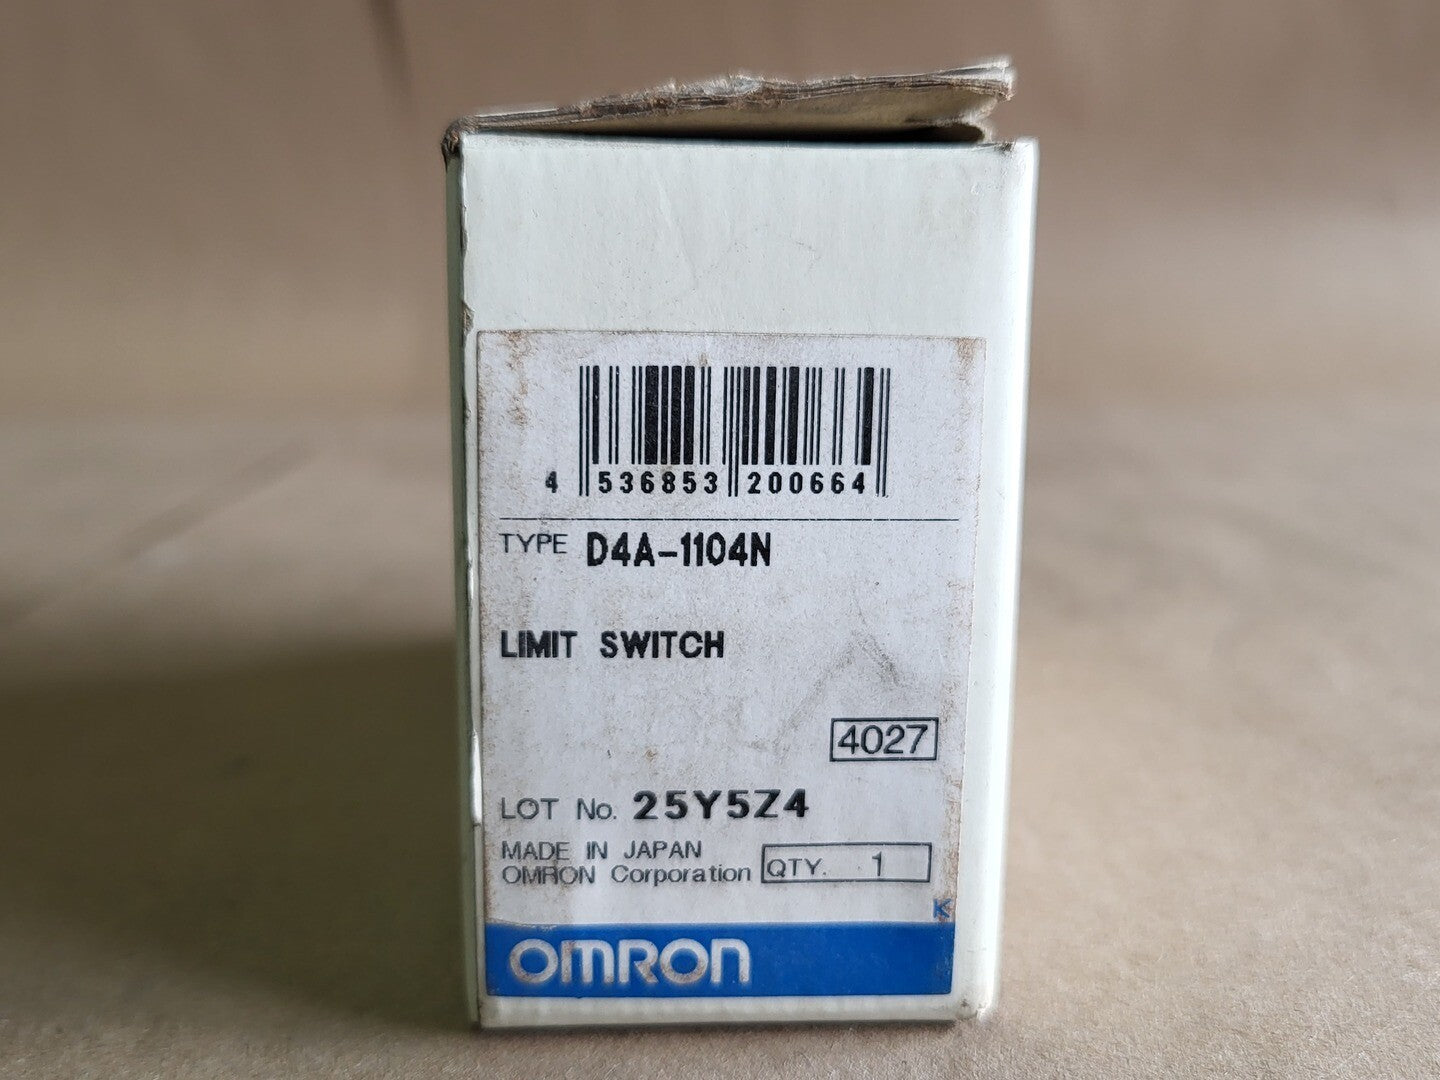 4 536853 200664
TYPE D4A-1104N
LIMIT SWITCH
4027
LOT No. 25Y5Z4
MADE IN JAPAN
OMRON Corporation QTY. 1
K
OMRON